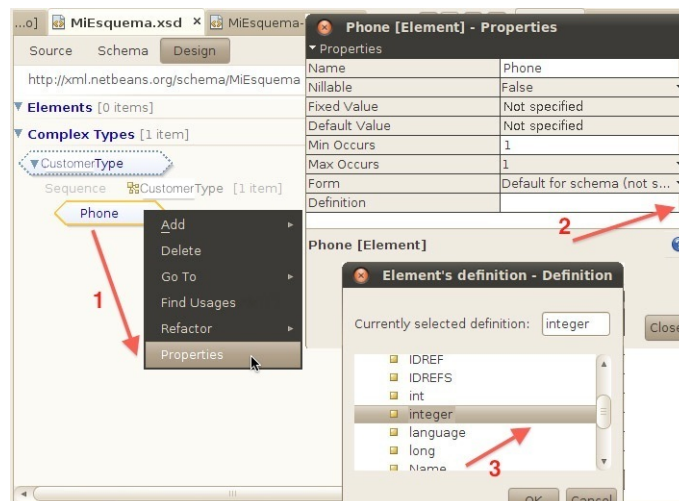 ...o] MiEsquema.xsd × MiEsquema-
Source Schema Design
http://xml.netbeans.org/schema/MiEsquema
Elements [0 items]
Complex Types [1 item]
CustomerType
Sequence CustomerType [1 item]
Phone
1
Add
Delete
Go To
Find Usages
Refactor
Properties
Phone [Element] - Properties
Properties
Name Phone
Nillable False
Fixed Value Not specified
Default Value Not specified
Min Occurs 1
Max Occurs 1
Form Default for schema (not s...
Definition
2
Phone [Element]
Close
Element's definition - Definition
Currently selected definition: integer
IDREF
IDREFS
int
integer
language
long
Name
3
OK Cancel